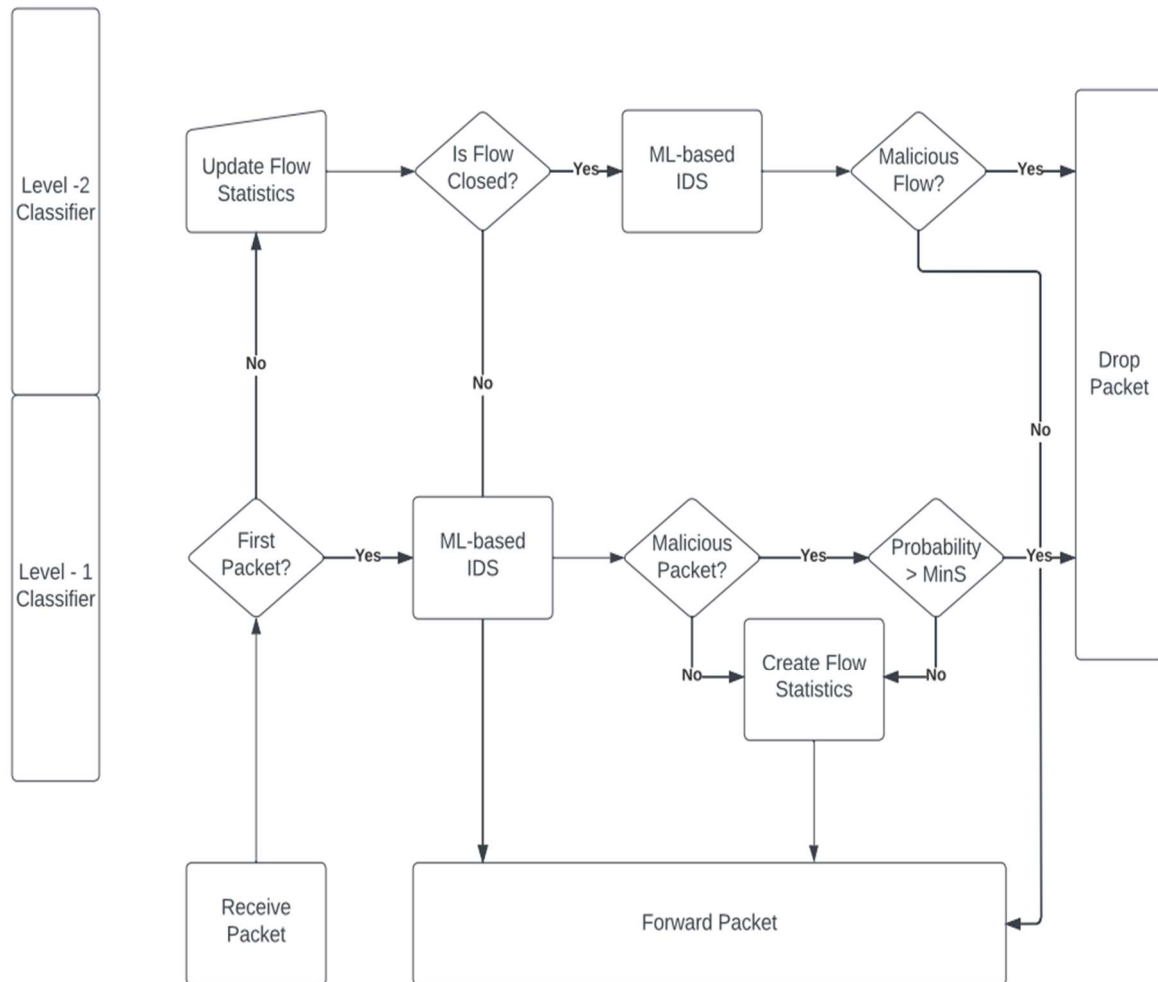 Level -2
Classifier
Update Flow
Statistics
Is Flow
Closed?
Yes
ML-based
IDS
Malicious
Flow?
Yes
Drop
Packet
No
No
No
Level - 1
Classifier
First
Packet?
Yes
ML-based
IDS
Malicious
Packet?
Yes
Probability
> MinS
Yes
No
Create Flow
Statistics
No
Receive
Packet
Forward Packet